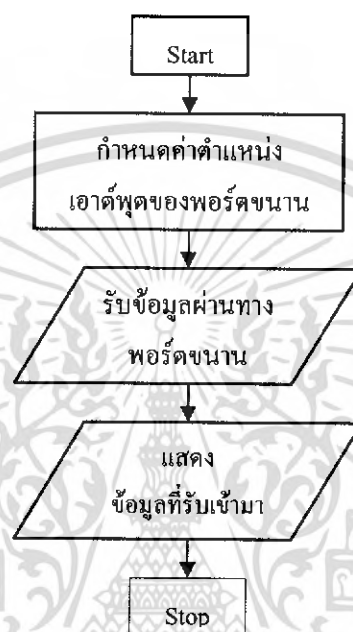 Start
กำหนดค่าตำแหน่ง
เอาต์พุตของพอร์ตขนาน
รับข้อมูลผ่านทาง
พอร์ตขนาน
แสดง
ข้อมูลที่รับเข้ามา
Stop